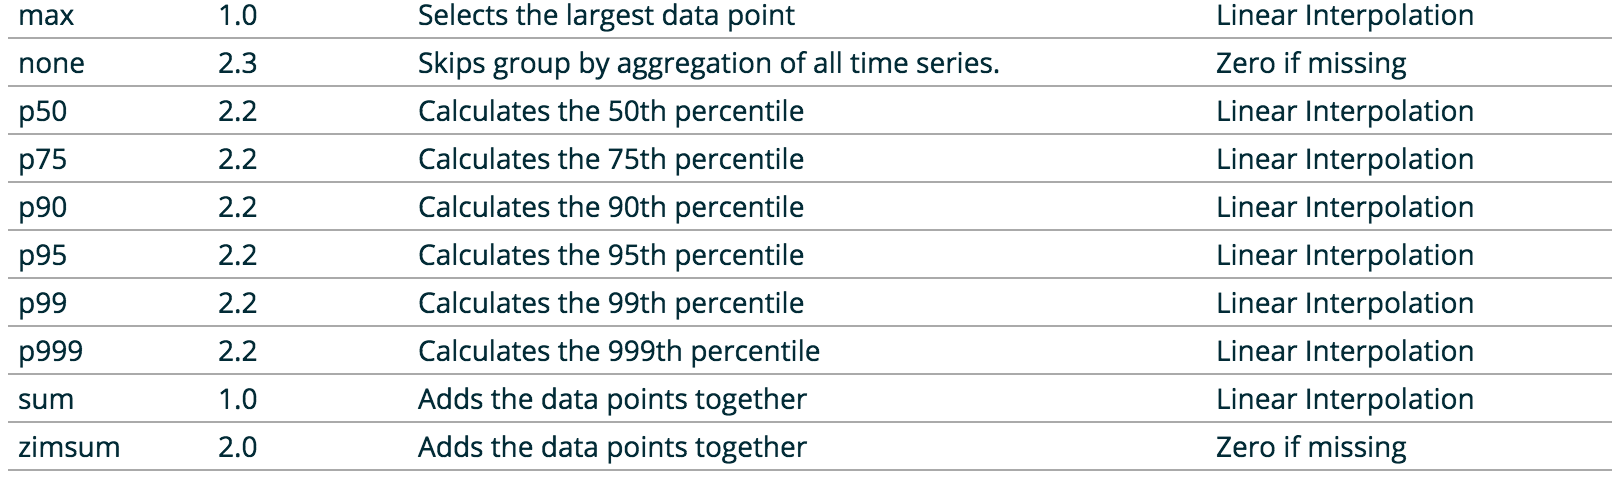 max 1.0 Selects the largest data point Linear Interpolation
none 2.3 Skips group by aggregation of all time series. Zero if missing
p50 2.2 Calculates the 50th percentile Linear Interpolation
p75 2.2 Calculates the 75th percentile Linear Interpolation
p90 2.2 Calculates the 90th percentile Linear Interpolation
p95 2.2 Calculates the 95th percentile Linear Interpolation
p99 2.2 Calculates the 99th percentile Linear Interpolation
p999 2.2 Calculates the 999th percentile Linear Interpolation
sum 1.0 Adds the data points together Linear Interpolation
zimsum 2.0 Adds the data points together Zero if missing